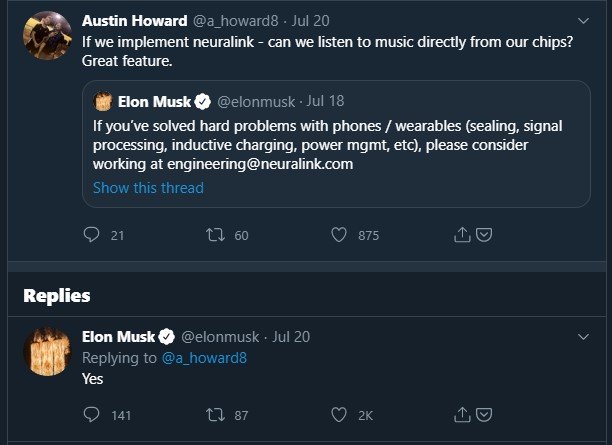 Austin Howard @a_howard8 · Jul 20
If we implement neuralink - can we listen to music directly from our chips?
Great feature.
Elon Musk @elonmusk · Jul 18
If you’ve solved hard problems with phones / wearables (sealing, signal
processing, inductive charging, power mgmt, etc), please consider
working at engineering@neuralink.com
Show this thread
21 60 875
Replies
Elon Musk @elonmusk · Jul 20
Replying to @a_howard8
Yes
141 87 2K